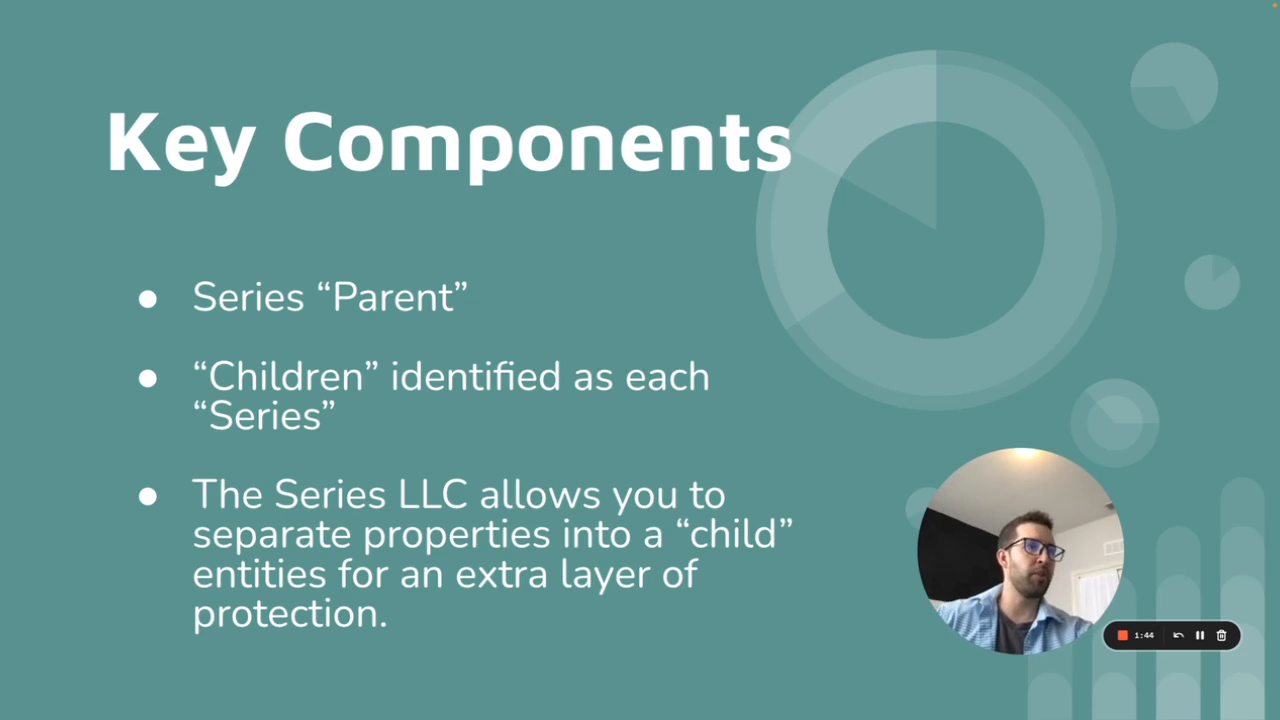 Key Components
● Series “Parent”
● “Children” identified as each
“Series”
● The Series LLC allows you to
separate properties into a “child”
entities for an extra layer of
protection.
1:44